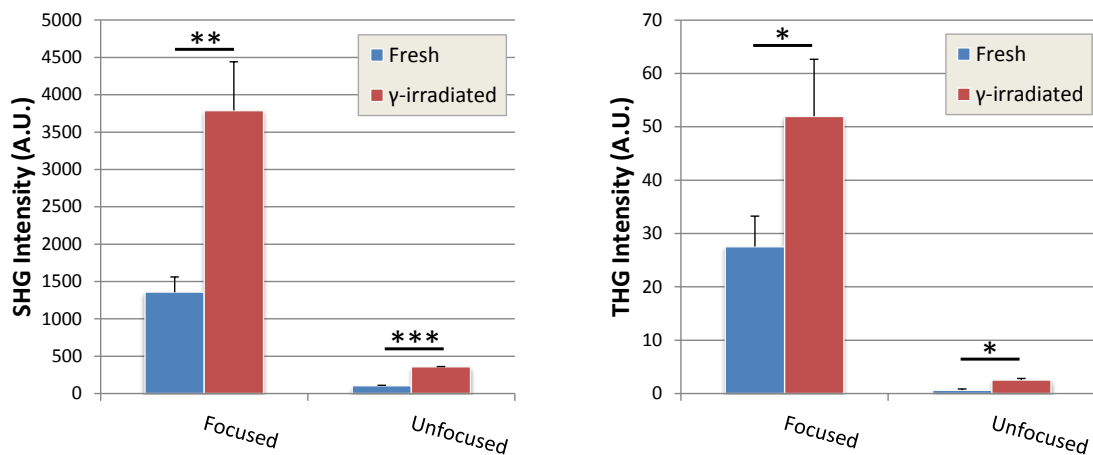 SHG Intensity (A.U.)
5000
4500
4000
3500
3000
2500
2000
1500
1000
500
0
**
***
Fresh
γ-irradiated
Focused
Unfocused
THG Intensity (A.U.)
70
60
50
40
30
20
10
0
*
*
Fresh
γ-irradiated
Focused
Unfocused